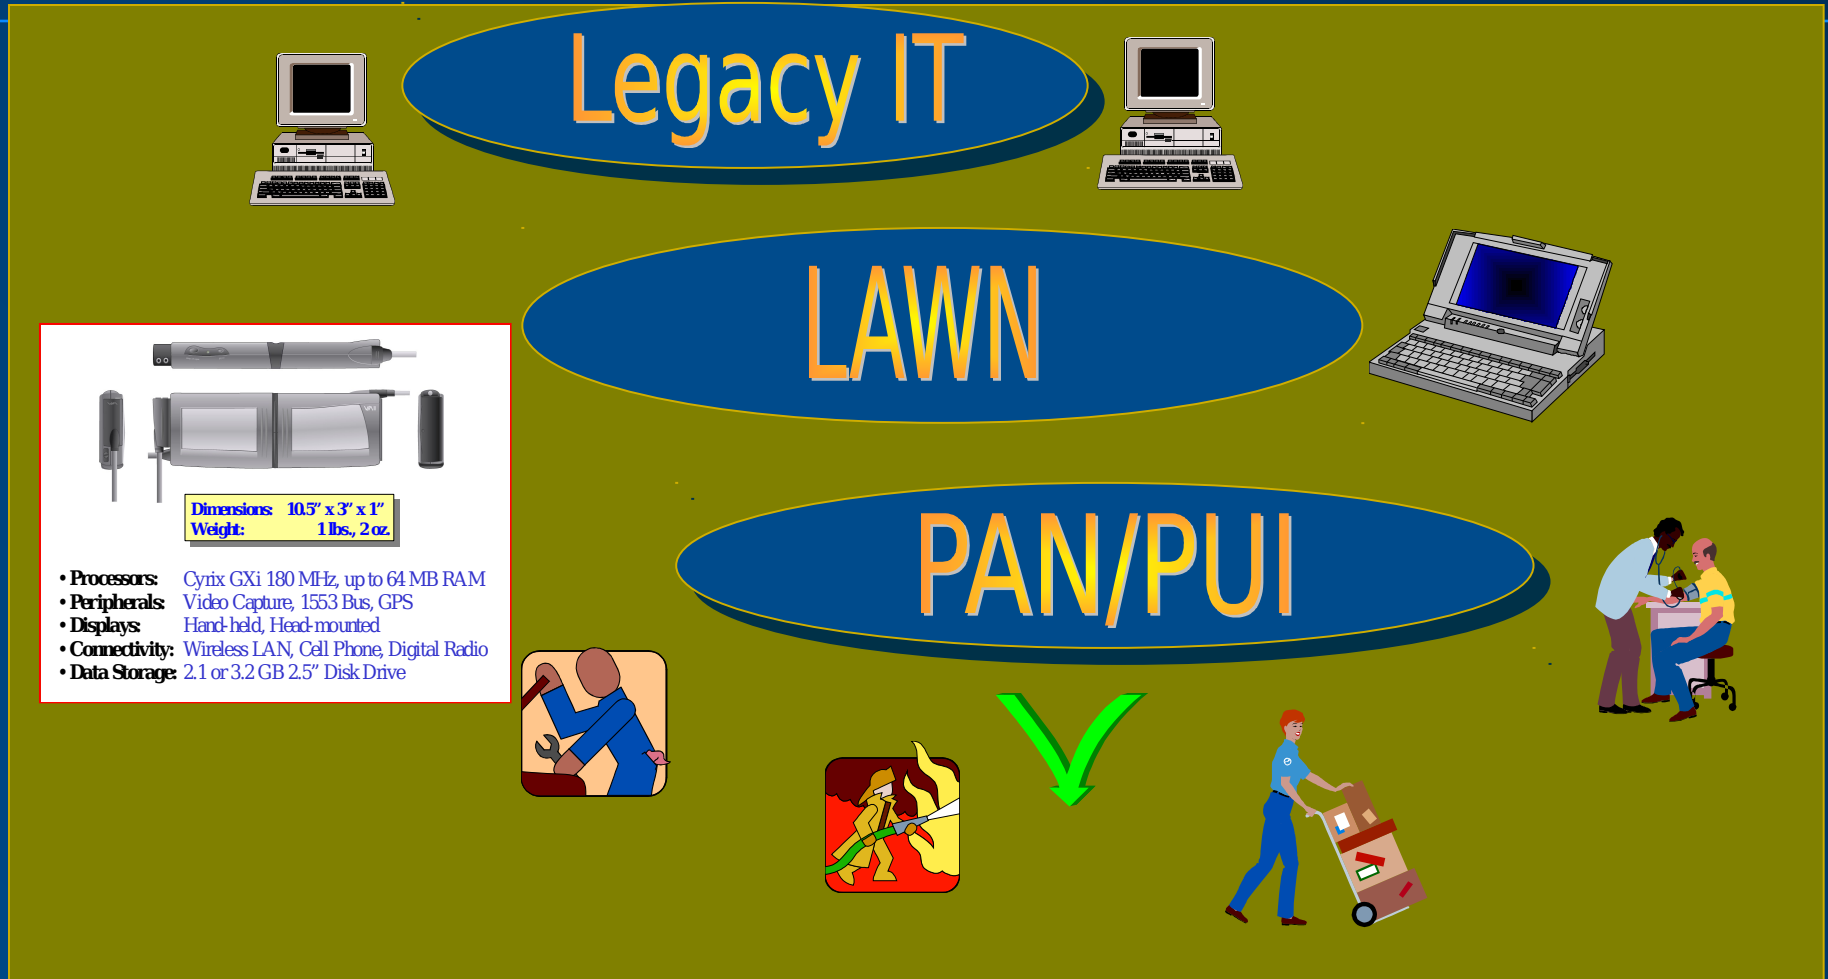 Legacy IT
LAWN
Dimensions: 10.5” x 3” x 1”
Weight: 1 lbs., 2 oz.
• Processors: Cyrix GXi 180 MHz, up to 64 MB RAM
• Peripherals: Video Capture, 1553 Bus, GPS
• Displays: Hand-held, Head-mounted
• Connectivity: Wireless LAN, Cell Phone, Digital Radio
• Data Storage: 2.1 or 3.2 GB 2.5” Disk Drive
PAN/PUI